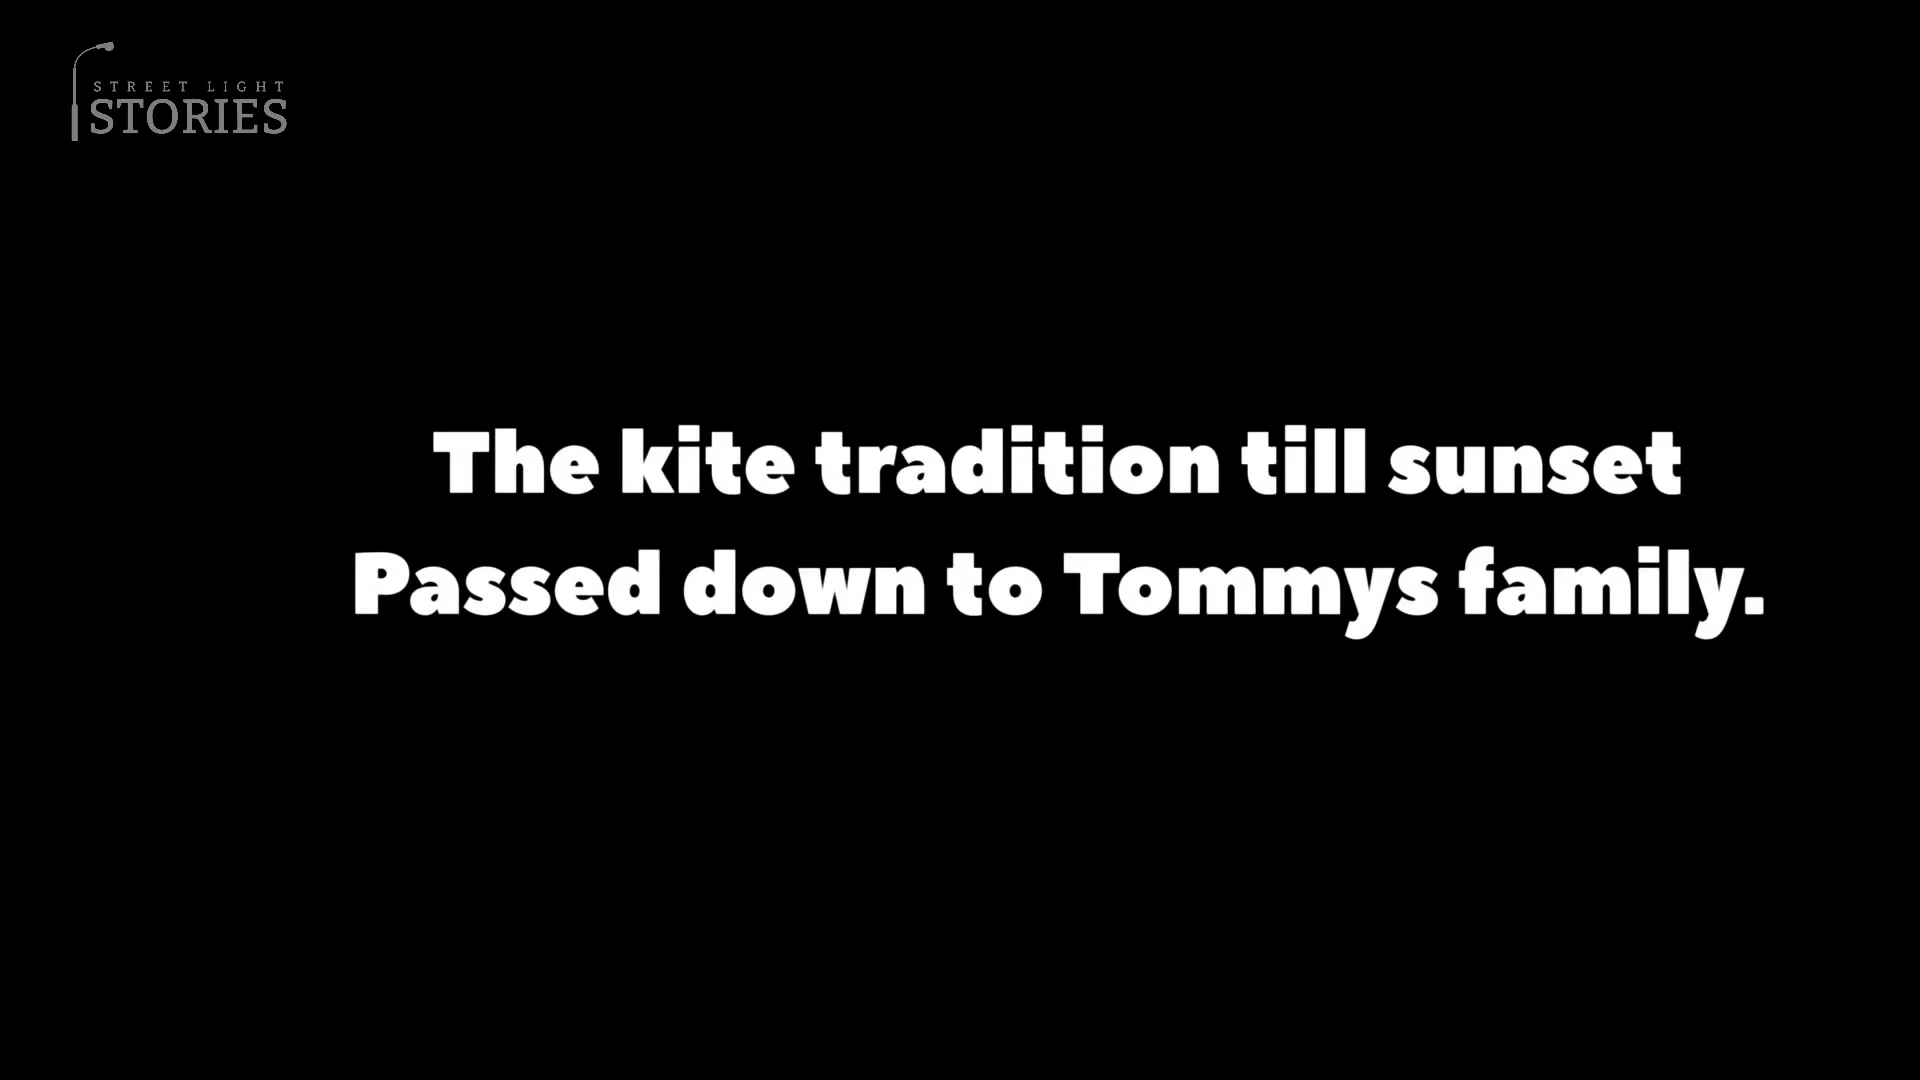 STREET LIGHT
STORIES
The kite tradition till sunset
Passed down to Tommys family.